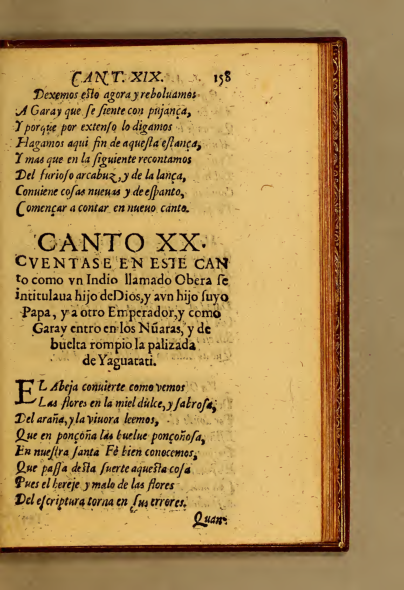 CANT. XIX. 158
Dexemos eſto agora y reboluamos
A Garay que ſe ſiente con pujança,
Y porque por extenſo lo digamos
Hagamos aqui fin de aqueſta eſtança,
Y mas que en la ſiguiente recontamos
Del furioſo arcabuz, y de la lança,
Conuiene coſas nueuas y de eſpanto,
Començar a contar en nueuo canto.
CANTO XX.
CVENTASE EN ESTE CAN
to como vn Indio llamado Obera ſe
intitulaua hijo deDios, y avn hijo ſuyo
Papa, y a otro Emperador, y como
Garay entro en los Nũaras, y de
buelta rompio la palizada
de Yaguatati.
EL Abeja conuierte como vemos
Las flores en la miel dulce, y ſabroſa,
Del araña, y la viuora leemos,
Que en ponçoña las buelue ponçoñoſa,
En nueſtra ſanta Fè bien conocemos,
Que paſſa deſta ſuerte aqueſta coſa
Pues el hereje y malo de las flores
Del eſcriptura torna en ſus errores.
Quan-